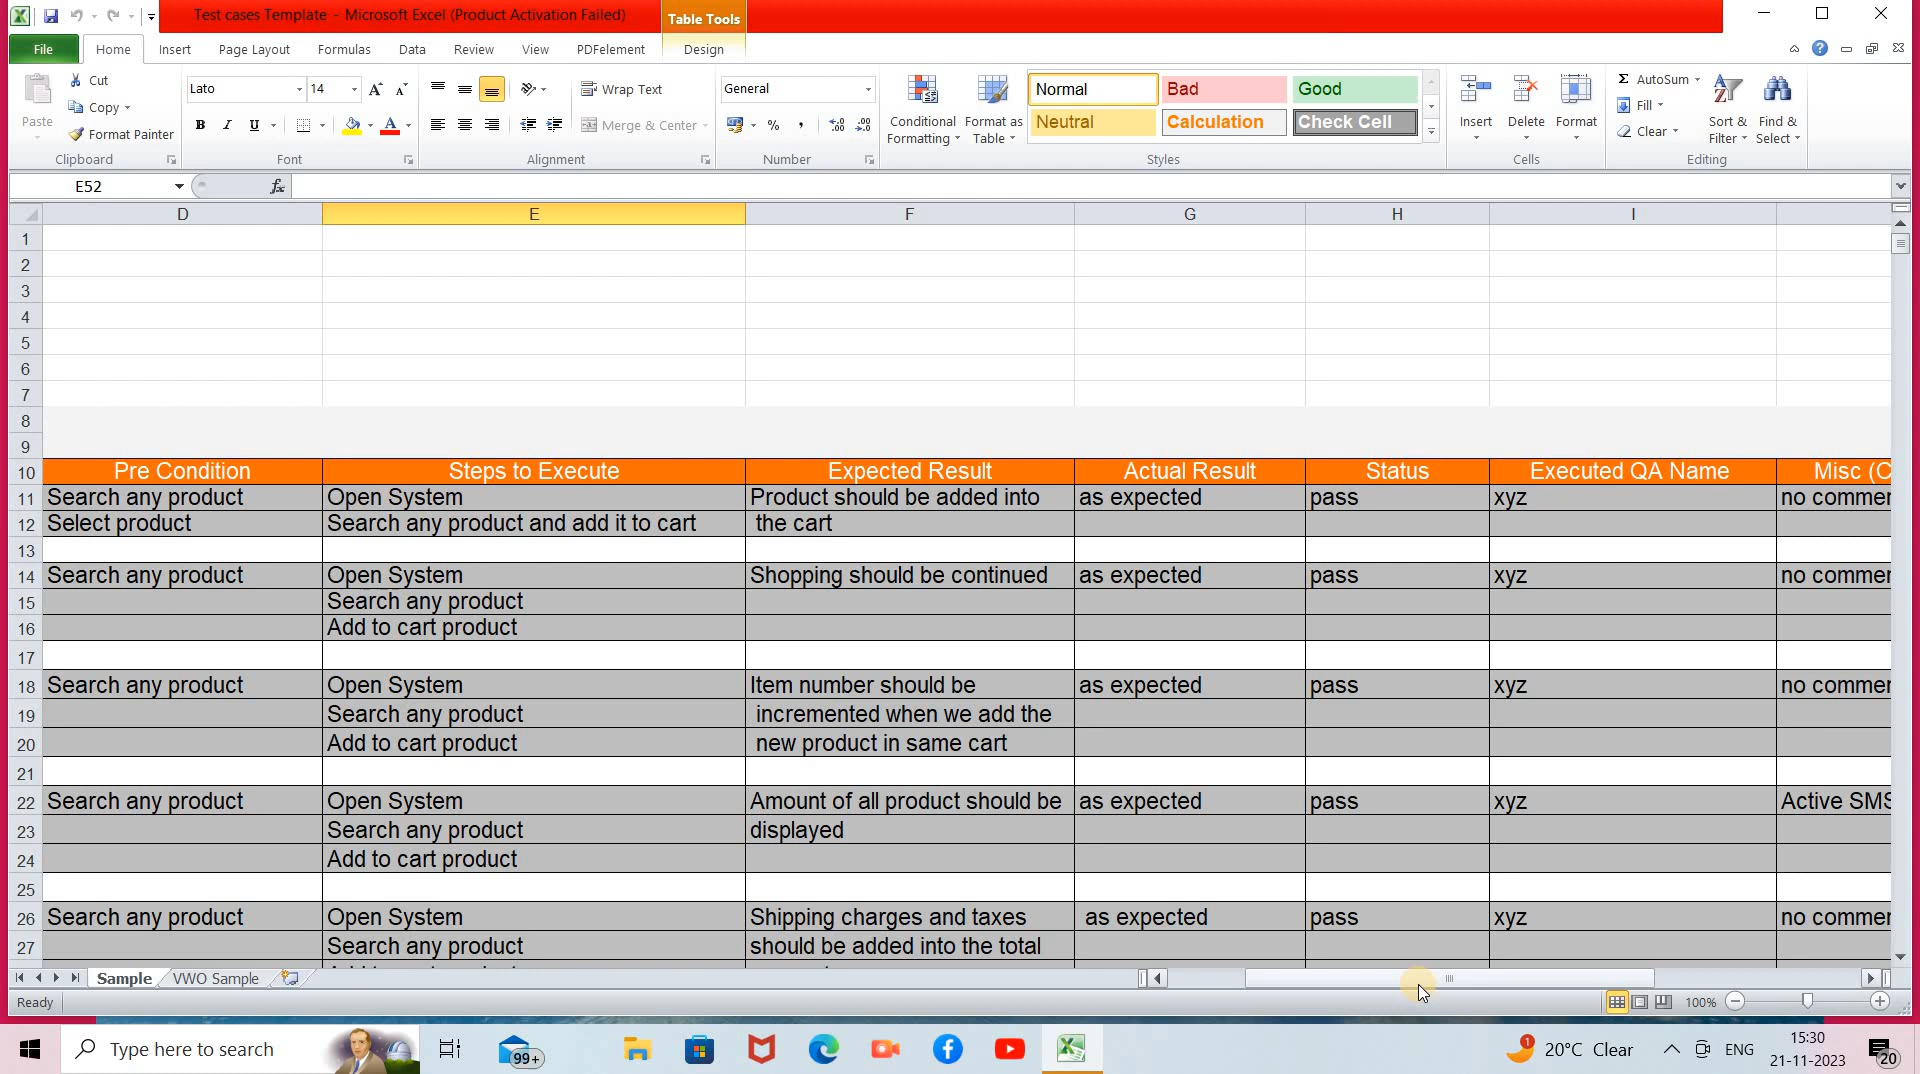 Test cases Template - Microsoft Excel (Product Activation Failed)
Table Tools
File Home Insert Page Layout Formulas Data Review View PDFelement Design
Paste
Cut
Copy
Format Painter
Clipboard
Lato 14
B I U A
Font
Wrap Text
Merge & Center
Alignment
General
%
Number
Conditional Formatting
Format as Table
Normal Bad Good
Neutral Calculation Check Cell
Styles
Insert Delete Format
Cells
Σ AutoSum
Fill
Clear
Sort & Filter
Find & Select
Editing
E52 fx
D E F G H I
1
2
3
4
5
6
7
8
9
10 Pre Condition Steps to Execute Expected Result Actual Result Status Executed QA Name Misc (C
11 Search any product Open System Product should be added into as expected pass xyz no commen
12 Select product Search any product and add it to cart the cart
13
14 Search any product Open System Shopping should be continued as expected pass xyz no commen
15 Search any product
16 Add to cart product
17
18 Search any product Open System Item number should be as expected pass xyz no commen
19 Search any product incremented when we add the
20 Add to cart product new product in same cart
21
22 Search any product Open System Amount of all product should be as expected pass xyz Active SMS
23 Search any product displayed
24 Add to cart product
25
26 Search any product Open System Shipping charges and taxes as expected pass xyz no commen
27 Search any product should be added into the total
Sample VWO Sample
Ready 100%
Type here to search 99+ 1 20°C Clear ENG 15:30
21-11-2023 20